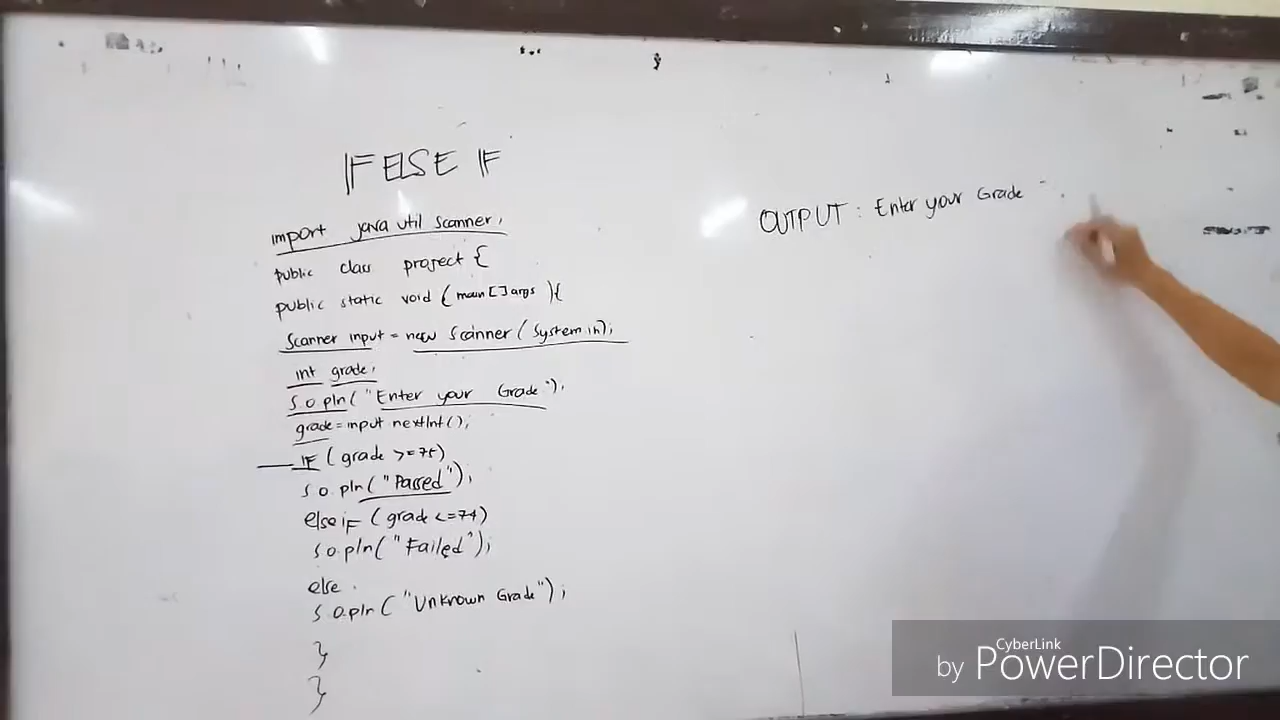 IF ELSE IF
import java util Scanner;
public class project {
public static void (main[]args){
Scanner input = new Scanner(System.in);
int grade;
S.o.pln("Enter your Grade");
grade=input nextInt();
IF (grade >=75)
S.o.pln("Passed");
else iF (grade <=74)
S.o.pln("Failed");
else
S.o.pln("Unknown Grade");
}
}
OUTPUT : Enter your Grade
CyberLink
by PowerDirector